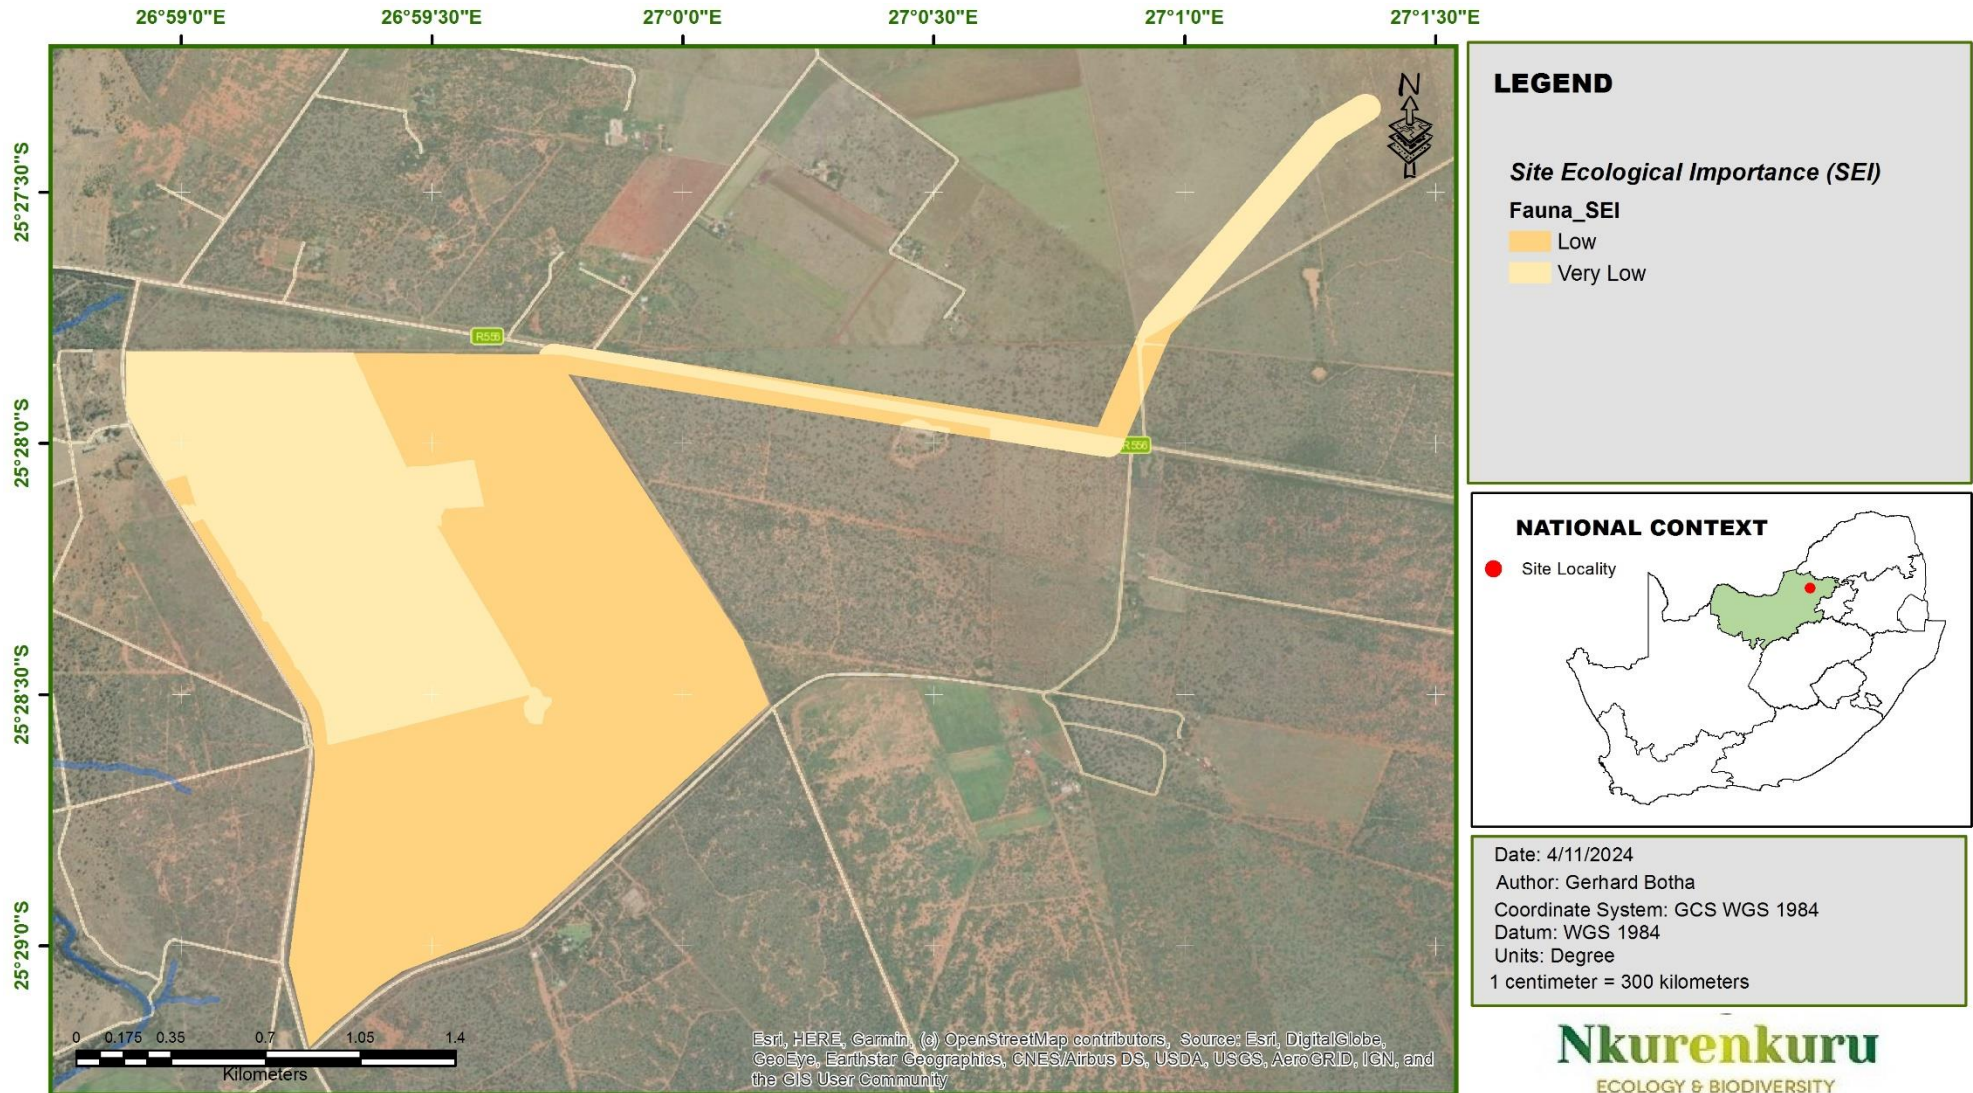 26°59'0"E 26°59'30"E 27°0'0"E 27°0'30"E 27°1'0"E 27°1'30"E
25°27'30"S
25°28'0"S
25°28'30"S
25°29'0"S
N
R556
R556
0 0.175 0.35 0.7 1.05 1.4
Kilometers
Esri, HERE, Garmin, (c) OpenStreetMap contributors, Source: Esri, DigitalGlobe,
GeoEye, Earthstar Geographics, CNES/Airbus DS, USDA, USGS, AeroGRID, IGN, and
the GIS User Community
LEGEND
Site Ecological Importance (SEI)
Fauna_SEI
Low
Very Low
NATIONAL CONTEXT
Site Locality
Date: 4/11/2024
Author: Gerhard Botha
Coordinate System: GCS WGS 1984
Datum: WGS 1984
Units: Degree
1 centimeter = 300 kilometers
Nkurenkuru
ECOLOGY & BIODIVERSITY